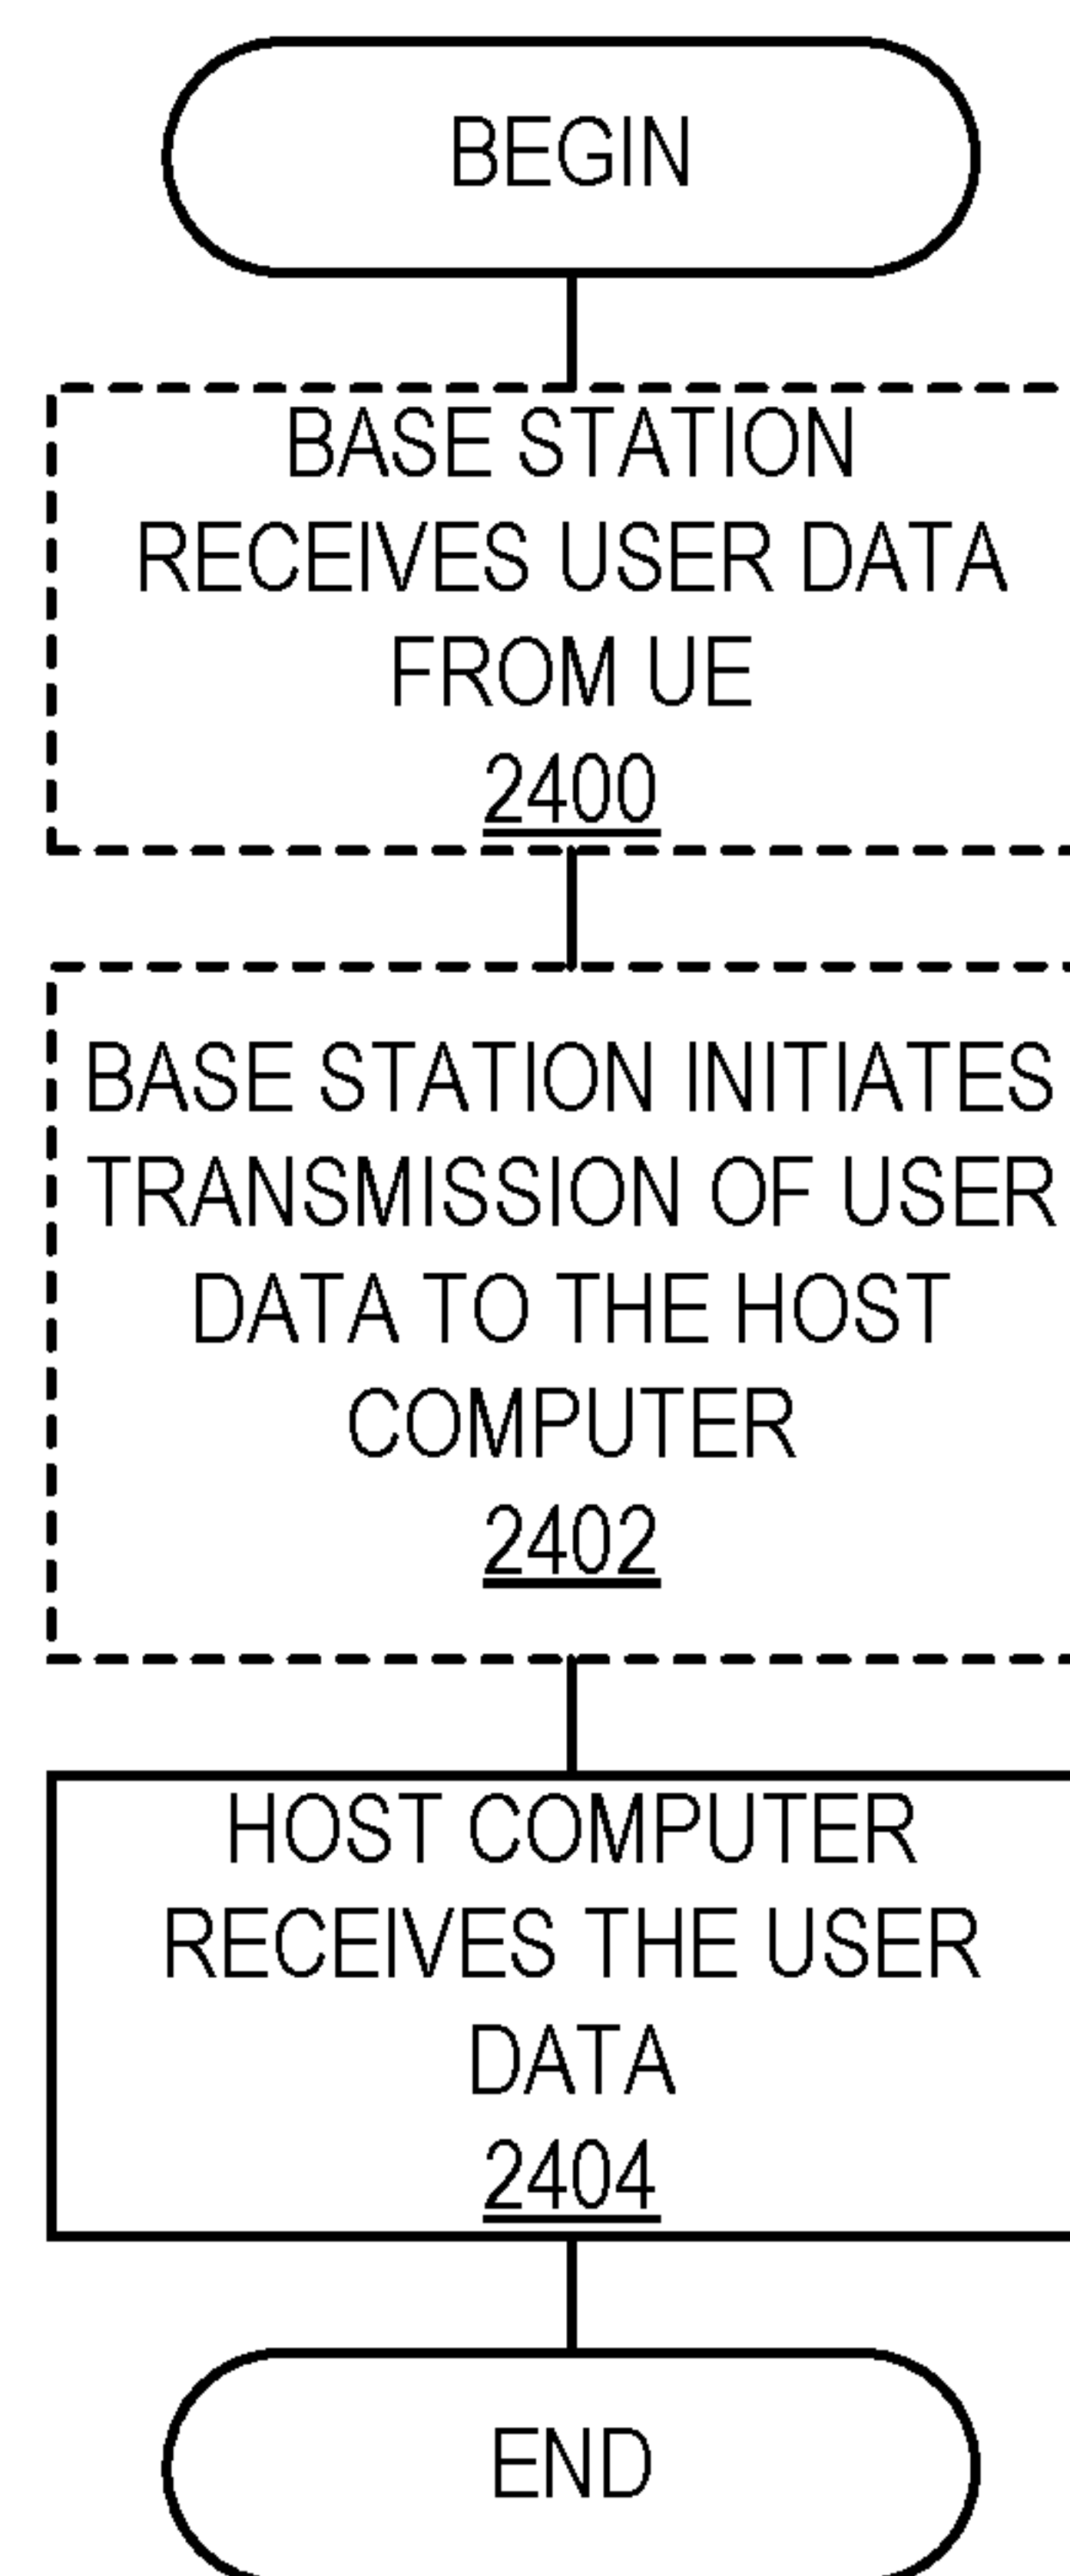 BEGIN
BASE STATION
RECEIVES USER DATA
FROM UE
2400
BASE STATION INITIATES
TRANSMISSION OF USER
DATA TO THE HOST
COMPUTER
2402
HOST COMPUTER
RECEIVES THE USER
DATA
2404
END